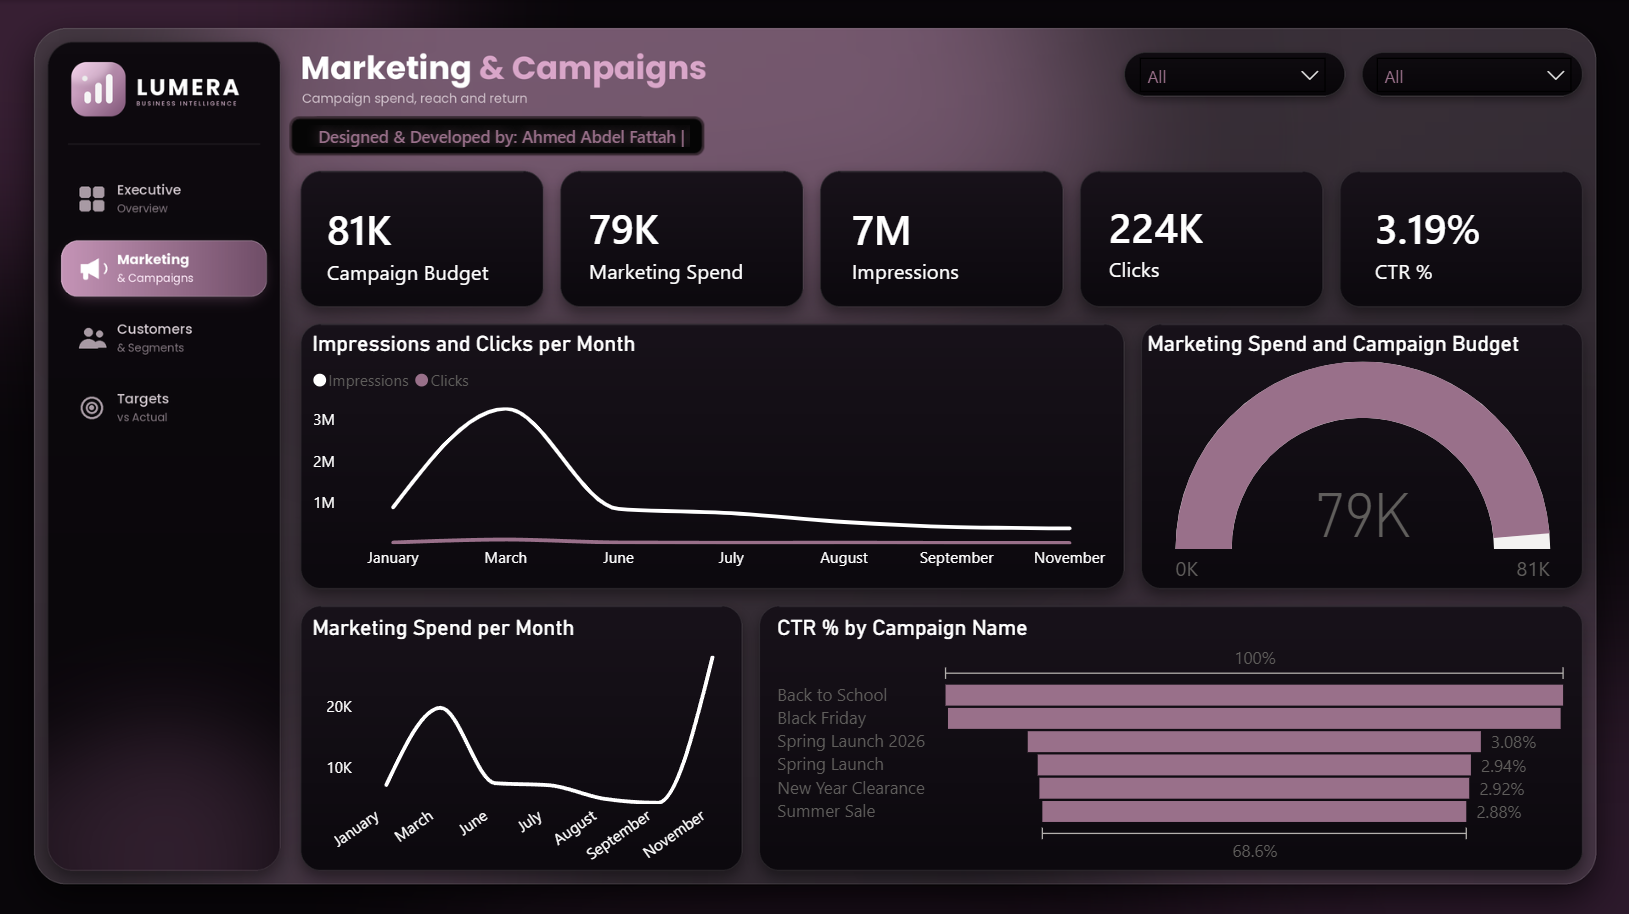 LUMERA
BUSINESS INTELLIGENCE
Executive
Overview
Marketing
& Campaigns
Customers
& Segments
Targets
vs Actual
Marketing & Campaigns
Campaign spend, reach and return
Designed & Developed by: Ahmed Abdel Fattah |
All
All
81K
Campaign Budget
79K
Marketing Spend
7M
Impressions
224K
Clicks
3.19%
CTR %
Impressions and Clicks per Month
Impressions Clicks
3M
2M
1M
January March June July August September November
Marketing Spend and Campaign Budget
79K
0K 81K
Marketing Spend per Month
20K
10K
January March June July August September November
CTR % by Campaign Name
100%
Back to School
Black Friday
Spring Launch 2026 3.08%
Spring Launch 2.94%
New Year Clearance 2.92%
Summer Sale 2.88%
68.6%